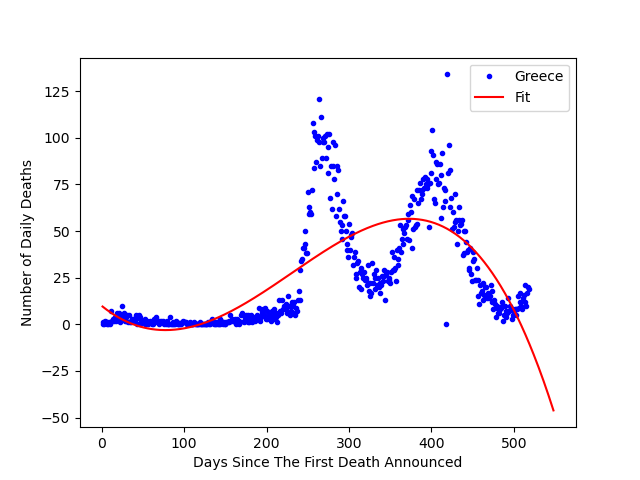 Greece
Fit
125
100
75
50
25
0
−25
−50
0 100 200 300 400 500
Number of Daily Deaths
Days Since The First Death Announced